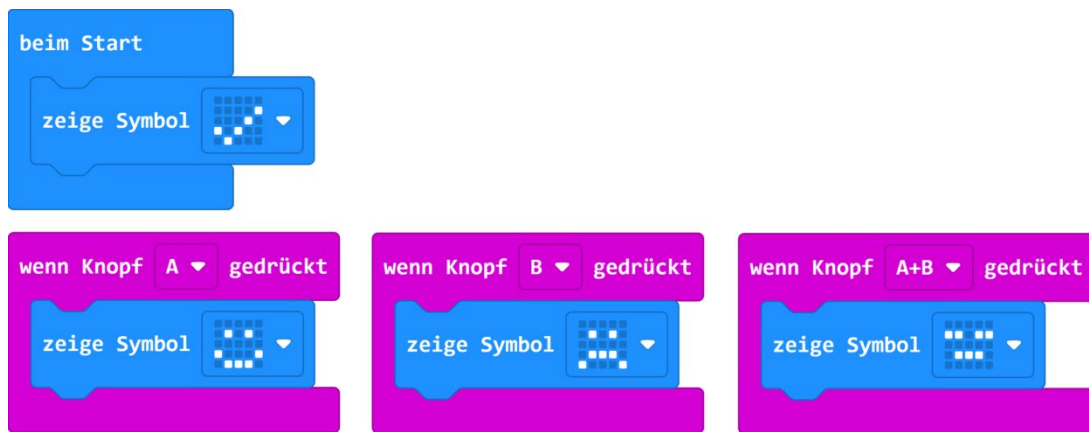 beim Start
zeige Symbol
wenn Knopf A gedrückt
zeige Symbol
wenn Knopf B gedrückt
zeige Symbol
wenn Knopf A+B gedrückt
zeige Symbol